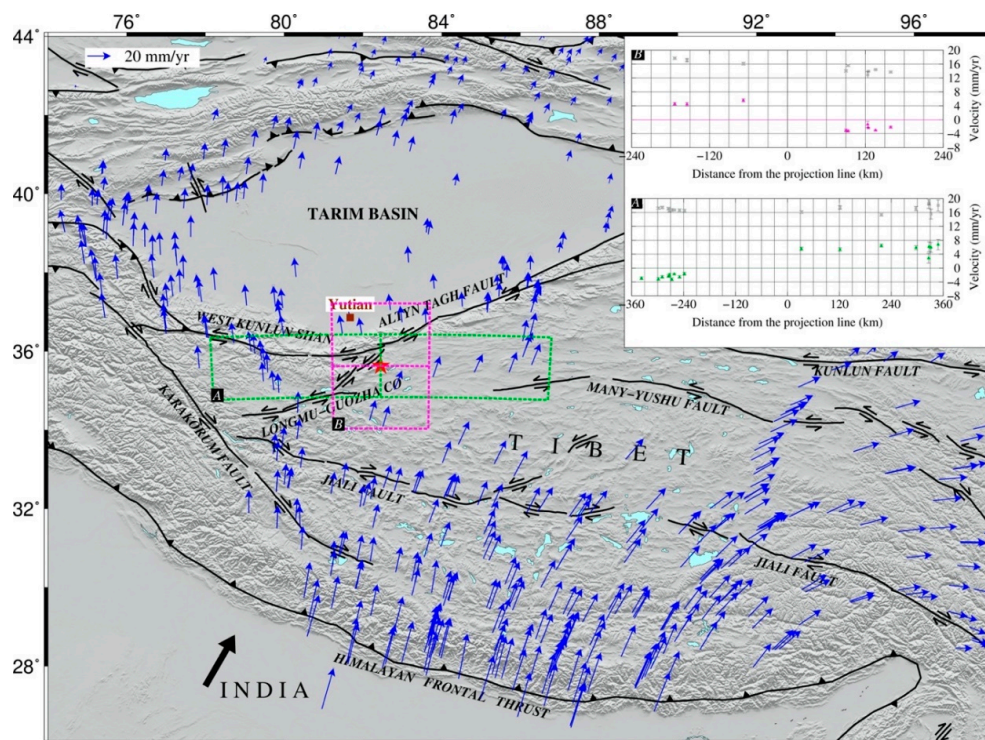 76° 80° 84° 88° 92° 96°
44°
40°
36°
32°
28°
20 mm/yr
B
20
16
12
8
4
0
-4
-8
Velocity (mm/yr)
-240 -120 0 120 240
Distance from the projection line (km)
A
20
16
12
8
4
0
-4
-8
Velocity (mm/yr)
-360 -240 -120 0 120 240 360
Distance from the projection line (km)
TARIM BASIN
Yutian
ALTYN TAGH FAULT
WEST KUNLUN SHAN
KUNLUN FAULT
A
LONGMU-GUOZHA CO
B
MANY-YUSHU FAULT
KARAKORUM FAULT
TIBET
JIALI FAULT
JIALI FAULT
HIMALAYAN FRONTAL THRUST
INDIA